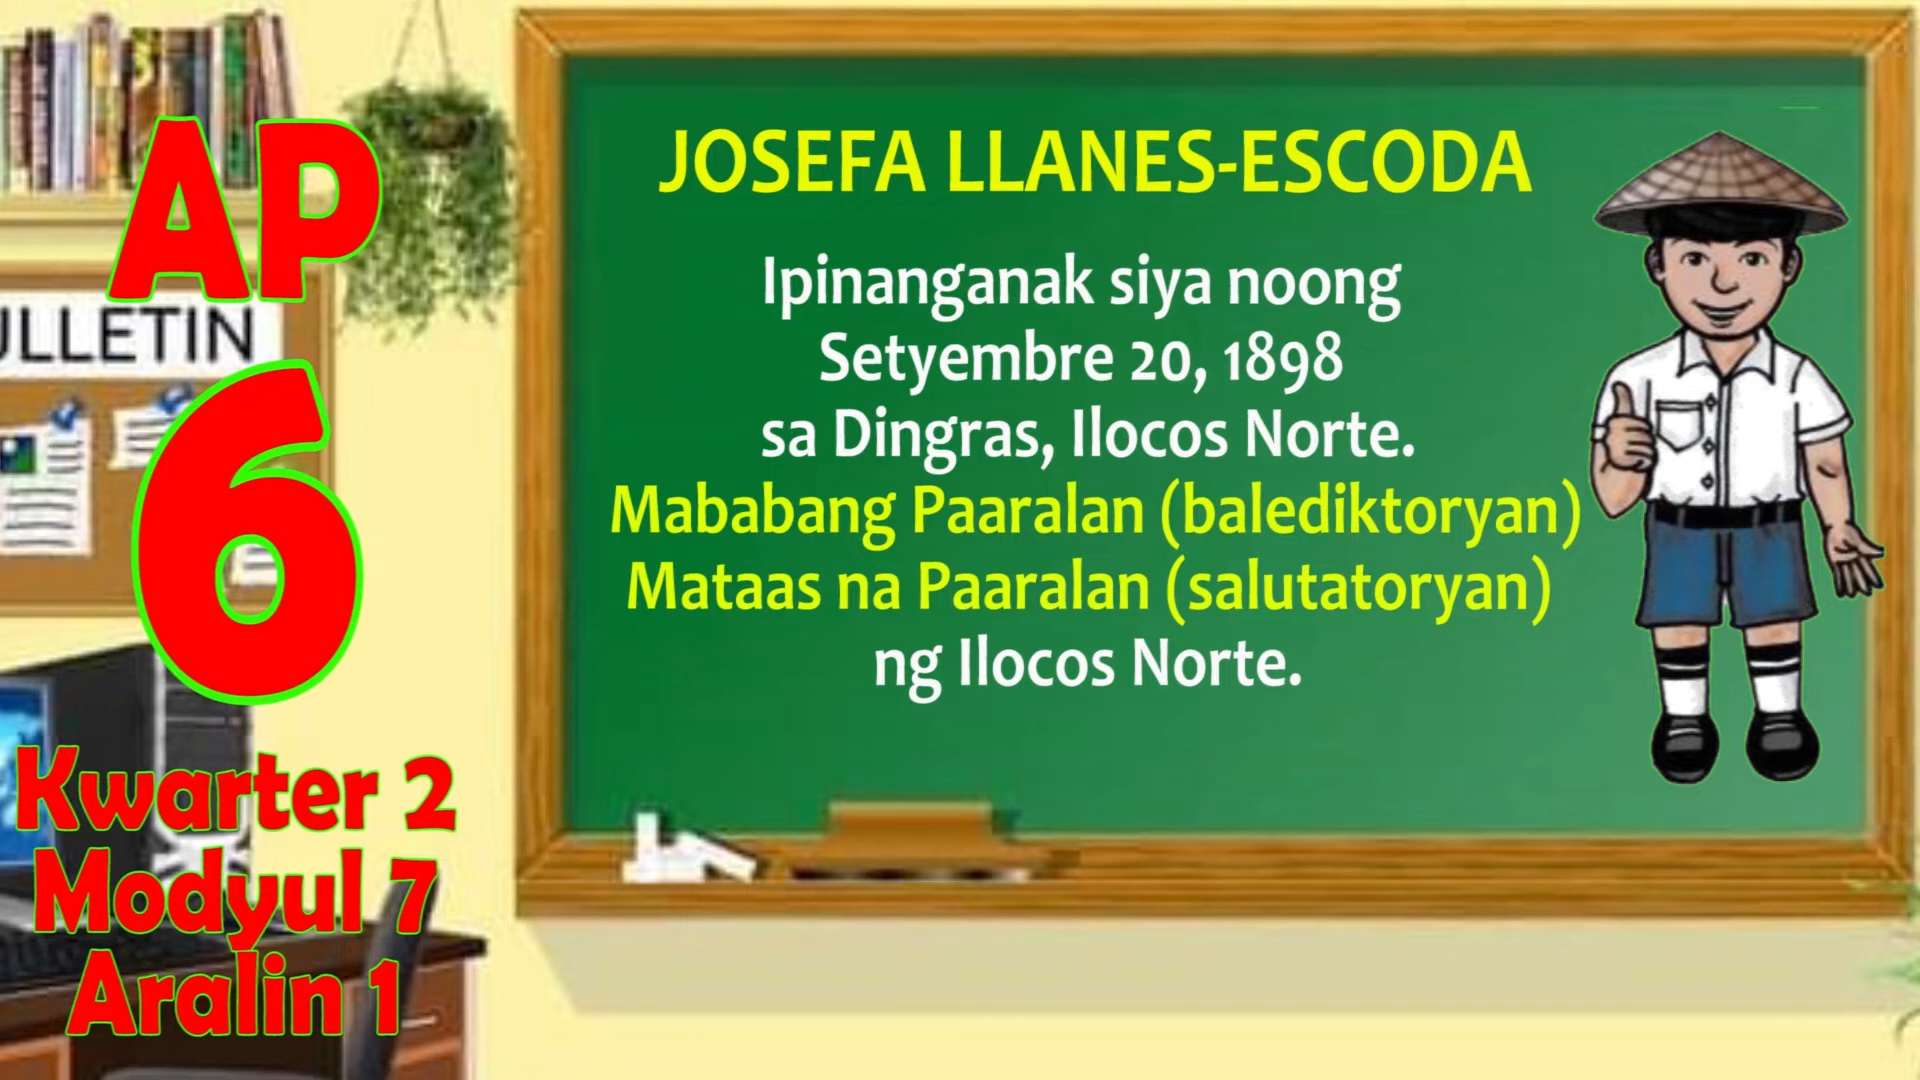 AP
6
Kwarter 2
Modyul 7
Aralin 1
ULLETIN
JOSEFA LLANES-ESCODA
Ipinanganak siya noong
Setyembre 20, 1898
sa Dingras, Ilocos Norte.
Mababang Paaralan (balediktoryan)
Mataas na Paaralan (salutatoryan)
ng Ilocos Norte.